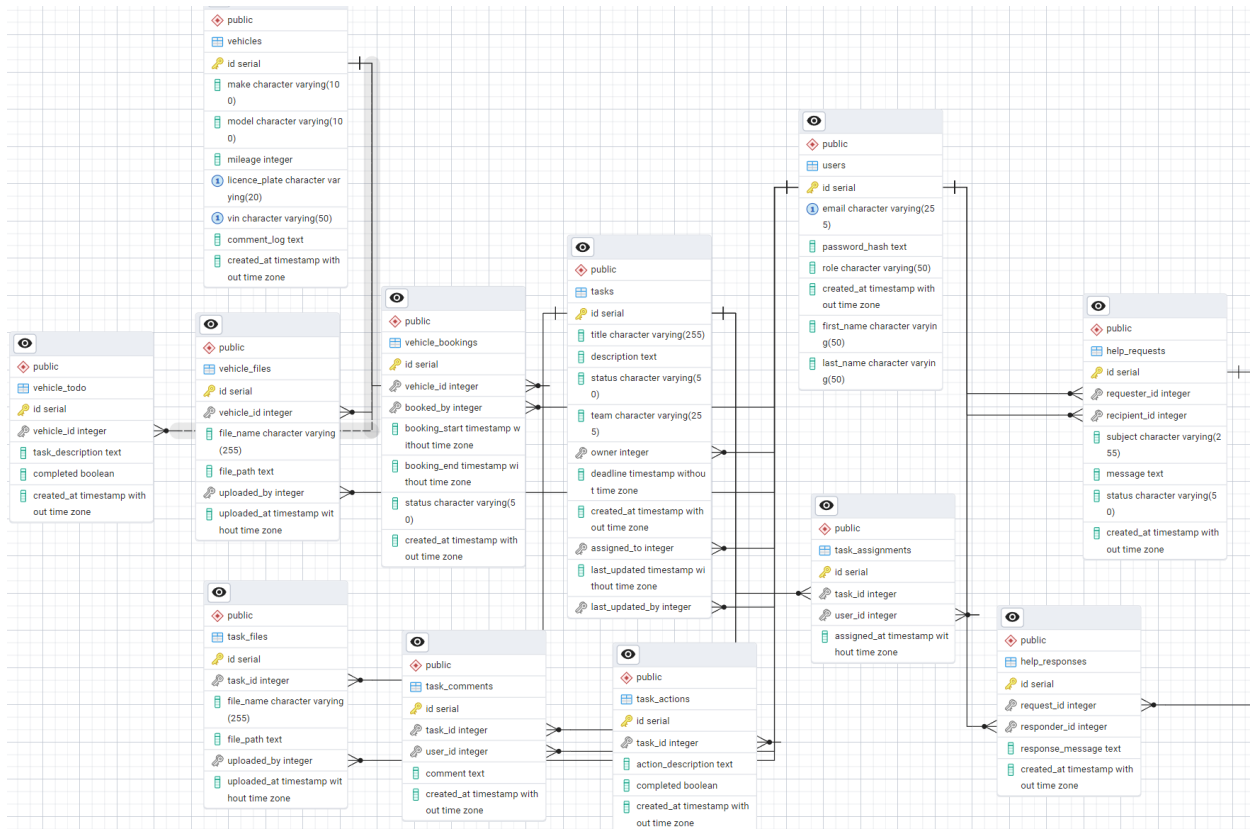 public
vehicles
id serial
make character varying(10
0)
model character varying(10
0)
mileage integer
licence_plate character var
ying(20)
vin character varying(50)
comment_log text
created_at timestamp with
out time zone
public
vehicle_todo
id serial
vehicle_id integer
task_description text
completed boolean
created_at timestamp with
out time zone
public
vehicle_files
id serial
vehicle_id integer
file_name character varying
(255)
file_path text
uploaded_by integer
uploaded_at timestamp wit
hout time zone
public
vehicle_bookings
id serial
vehicle_id integer
booked_by integer
booking_start timestamp w
ithout time zone
booking_end timestamp wi
thout time zone
status character varying(5
0)
created_at timestamp with
out time zone
public
tasks
id serial
title character varying(255)
description text
status character varying(5
0)
team character varying(25
5)
owner integer
deadline timestamp withou
t time zone
created_at timestamp with
out time zone
assigned_to integer
last_updated timestamp wi
thout time zone
last_updated_by integer
public
users
id serial
email character varying(25
5)
password_hash text
role character varying(50)
created_at timestamp with
out time zone
first_name character varyin
g(50)
last_name character varyin
g(50)
public
help_requests
id serial
requester_id integer
recipient_id integer
subject character varying(2
55)
message text
status character varying(5
0)
created_at timestamp with
out time zone
public
task_assignments
id serial
task_id integer
user_id integer
assigned_at timestamp wit
hout time zone
public
task_files
id serial
task_id integer
file_name character varying
(255)
file_path text
uploaded_by integer
uploaded_at timestamp wit
hout time zone
public
task_comments
id serial
task_id integer
user_id integer
comment text
created_at timestamp with
out time zone
public
task_actions
id serial
task_id integer
action_description text
completed boolean
created_at timestamp with
out time zone
public
help_responses
id serial
request_id integer
responder_id integer
response_message text
created_at timestamp with
out time zone